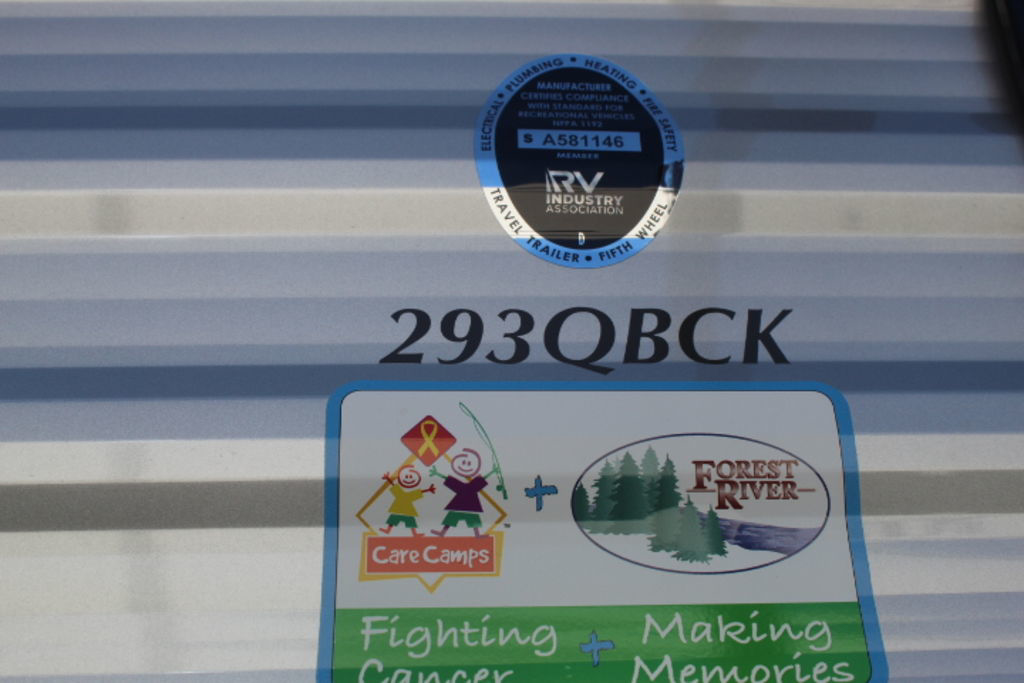 ELECTRICAL • PLUMBING • HEATING • FIRE SAFETY
MANUFACTURER
CERTIFIES COMPLIANCE
WITH STANDARD FOR
RECREATIONAL VEHICLES
NFPA 1192
S A581146
MEMBER
RV
INDUSTRY
ASSOCIATION
D
TRAVEL TRAILER • FIFTH WHEEL
293QBCK
Care Camps™
+
FOREST
RIVER
Fighting + Making
Cancer Memories